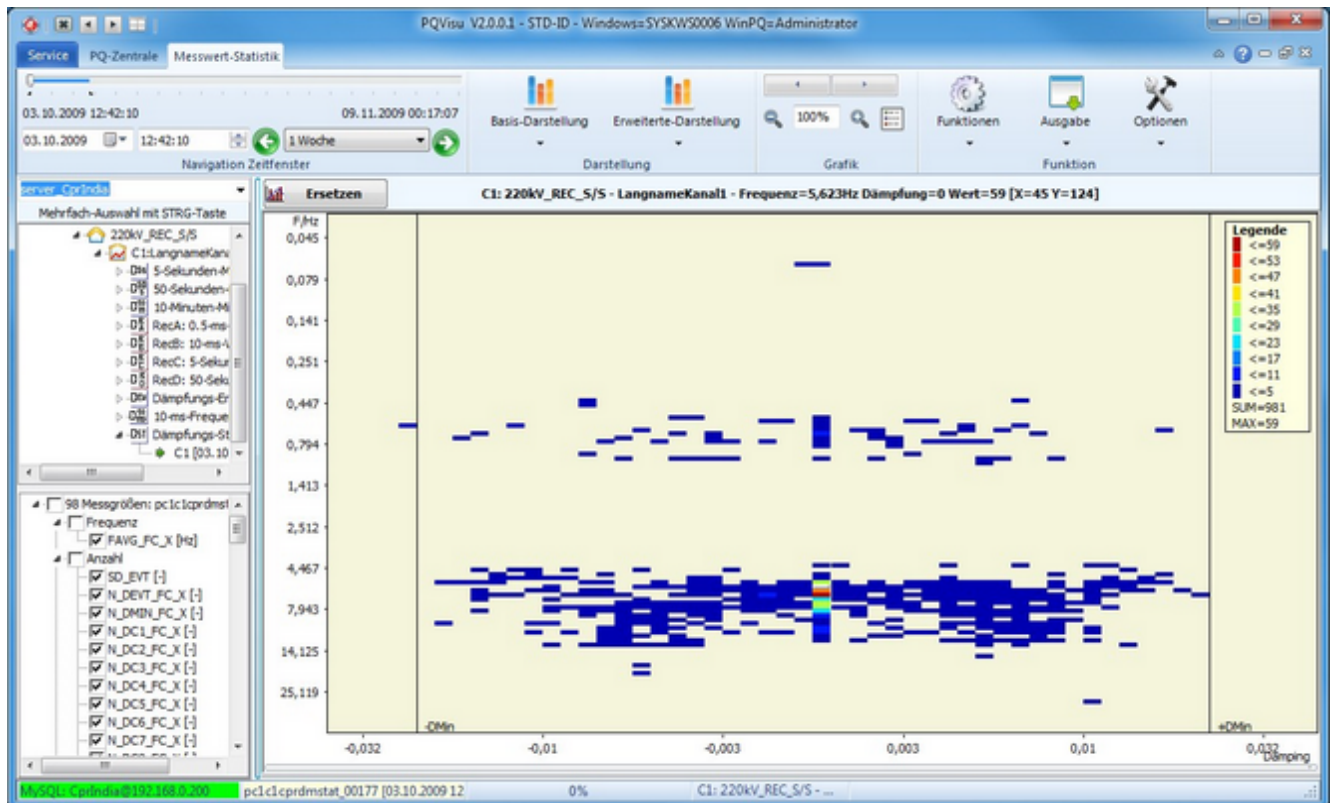 PQVisu V2.0.0.1 - STD-ID - Windows=SYSKWS0006 WinPQ=Administrator
Service PQ-Zentrale Messwert-Statistik
03.10.2009 12:42:10 09.11.2009 00:17:07
03.10.2009 12:42:10 1 Woche
Navigation Zeitfenster
Basis-Darstellung Erweiterte-Darstellung
Darstellung
100%
Grafik
Funktionen Ausgabe Optionen
Funktion
server_CprIndia
Mehrfach-Auswahl mit STRG-Taste
220kV_REC_S/S
C1:LangnameKana
5-Sekunden-M
50-Sekunden-
10-Minuten-Mi
RecA: 0.5-ms-
RecB: 10-ms-V
RecC: 5-Sekun
RecD: 50-Seku
Dämpfungs-Er
10-ms-Freque
Dämpfungs-St
C1 [03.10
98 Messgrößen: pc1c1cprdmst
Frequenz
FAVG_FC_X [Hz]
Anzahl
SD_EVT [-]
N_DEVT_FC_X [-]
N_DMIN_FC_X [-]
N_DC1_FC_X [-]
N_DC2_FC_X [-]
N_DC3_FC_X [-]
N_DC4_FC_X [-]
N_DC5_FC_X [-]
N_DC6_FC_X [-]
N_DC7_FC_X [-]
Ersetzen
C1: 220kV_REC_S/S - LangnameKanal1 - Frequenz=5,623Hz Dämpfung=0 Wert=59 [X=45 Y=124]
F/Hz
0,045
0,079
0,141
0,251
0,447
0,794
1,413
2,512
4,467
7,943
14,125
25,119
-DMin +DMin
-0,032 -0,01 -0,003 0,003 0,01 0,032
Damping
Legende
<=59
<=53
<=47
<=41
<=35
<=29
<=23
<=17
<=11
<=5
SUM=981
MAX=59
MySQL: CprIndia@192.168.0.200 pc1c1cprdmstat_00177 [03.10.2009 12 0% C1: 220kV_REC_S/S - ...